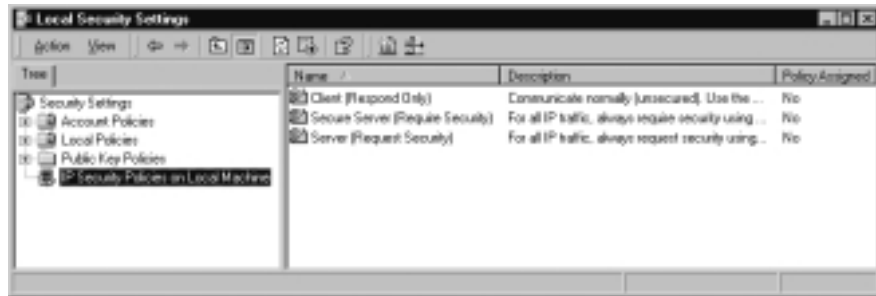 Local Security Settings
Action View
Tree
Name Description Policy Assigned
Security Settings
Account Policies
Local Policies
Public Key Policies
IP Security Policies on Local Machine
Client (Respond Only) Communicate normally (unsecured). Use the ... No
Secure Server (Require Security) For all IP traffic, always require security using ... No
Server (Request Security) For all IP traffic, always request security using... No